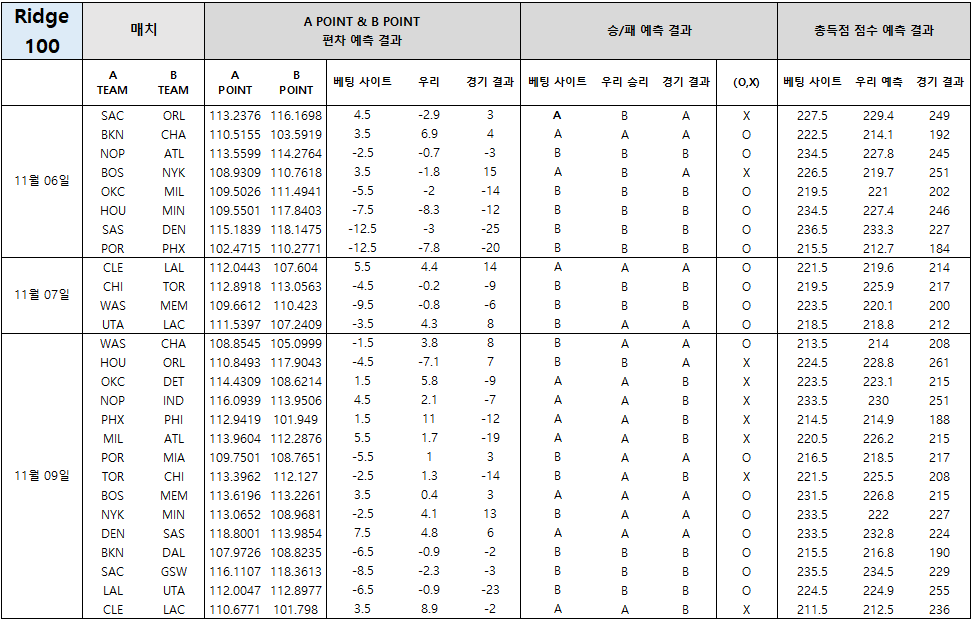 Ridge 100 매치 A POINT & B POINT 편차 예측 결과 승/패 예측 결과 총득점 점수 예측 결과
A TEAM B TEAM A POINT B POINT 베팅 사이트 우리 경기 결과 베팅 사이트 우리 승리 경기 결과 (O,X) 베팅 사이트 우리 예측 경기 결과
11월 06일
SAC ORL 113.2376 116.1698 4.5 -2.9 3 A B A X 227.5 229.4 249
BKN CHA 110.5155 103.5919 3.5 6.9 4 A A A O 222.5 214.1 192
NOP ATL 113.5599 114.2764 -2.5 -0.7 -3 B B B O 234.5 227.8 245
BOS NYK 108.9309 110.7618 3.5 -1.8 15 A B A X 226.5 219.7 251
OKC MIL 109.5026 111.4941 -5.5 -2 -14 B B B O 219.5 221 202
HOU MIN 109.5501 117.8403 -7.5 -8.3 -12 B B B O 234.5 227.4 246
SAS DEN 115.1839 118.1475 -12.5 -3 -25 B B B O 236.5 233.3 227
POR PHX 102.4715 110.2771 -12.5 -7.8 -20 B B B O 215.5 212.7 184
11월 07일
CLE LAL 112.0443 107.604 5.5 4.4 14 A A A O 221.5 219.6 214
CHI TOR 112.8918 113.0563 -4.5 -0.2 -9 B B B O 219.5 225.9 217
WAS MEM 109.6612 110.423 -9.5 -0.8 -6 B B B O 223.5 220.1 200
UTA LAC 111.5397 107.2409 -3.5 4.3 8 B A A O 218.5 218.8 212
11월 09일
WAS CHA 108.8545 105.0999 -1.5 3.8 8 B A A O 213.5 214 208
HOU ORL 110.8493 117.9043 -4.5 -7.1 7 B B A X 224.5 228.8 261
OKC DET 114.4309 108.6214 1.5 5.8 -9 A A B X 223.5 223.1 215
NOP IND 116.0939 113.9506 4.5 2.1 -7 A A B X 233.5 230 251
PHX PHI 112.9419 101.949 1.5 11 -12 A A B X 214.5 214.9 188
MIL ATL 113.9604 112.2876 5.5 1.7 -19 A A B X 220.5 226.2 215
POR MIA 109.7501 108.7651 -5.5 1 3 B A A O 216.5 218.5 217
TOR CHI 113.3962 112.127 -2.5 1.3 -14 B A B X 221.5 225.5 208
BOS MEM 113.6196 113.2261 3.5 0.4 3 A A A O 231.5 226.8 215
NYK MIN 113.0652 108.9681 -2.5 4.1 13 B A A O 233.5 222 227
DEN SAS 118.8001 113.9854 7.5 4.8 6 A A A O 233.5 232.8 224
BKN DAL 107.9726 108.8235 -6.5 -0.9 -2 B B B O 215.5 216.8 190
SAC GSW 116.1107 118.3613 -8.5 -2.3 -3 B B B O 235.5 234.5 229
LAL UTA 112.0047 112.8977 -6.5 -0.9 -23 B B B O 224.5 224.9 255
CLE LAC 110.6771 101.798 3.5 8.9 -2 A A B X 211.5 212.5 236